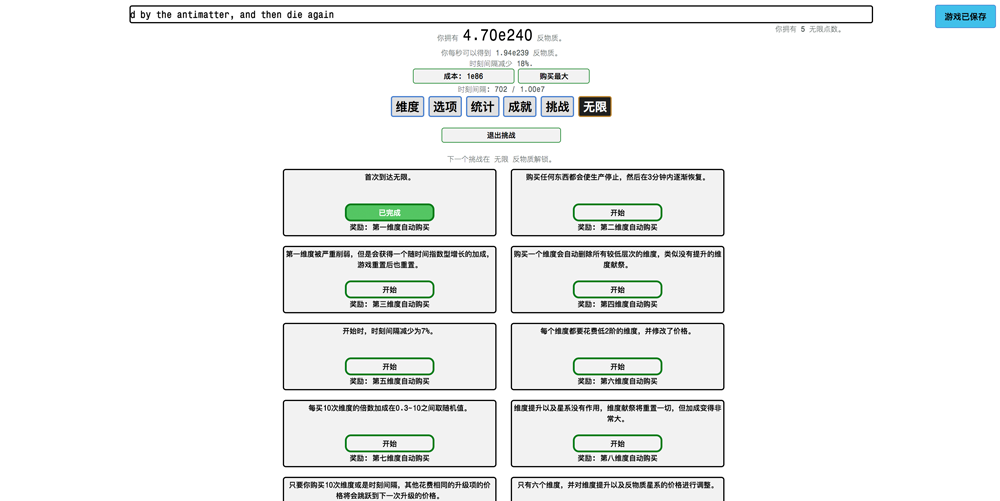 d by the antimatter, and then die again
游戏已保存
你拥有 5 无限点数。
你拥有 4.70e240 反物质。
你每秒可以得到 1.94e239 反物质。
时刻间隔减少 18%.
成本: 1e86
购买最大
时刻间隔: 702 / 1.00e7
维度
选项
统计
成就
挑战
无限
退出挑战
下一个挑战在 无限 反物质解锁。
首次到达无限。
已完成
奖励: 第一维度自动购买
购买任何东西都会使生产停止，然后在3分钟内逐渐恢复。
开始
奖励: 第二维度自动购买
第一维度被严重削弱，但是会获得一个随时间指数型增长的加成，
游戏重置后也重置。
开始
奖励: 第三维度自动购买
购买一个维度会自动删除所有较低层次的维度，类似没有提升的维
度献祭。
开始
奖励: 第四维度自动购买
开始时，时刻间隔减少为7%。
开始
奖励: 第五维度自动购买
每个维度都要花费低2阶的维度，并修改了价格。
开始
奖励: 第六维度自动购买
每买10次维度的倍数加成在0.3~10之间取随机值。
开始
奖励: 第七维度自动购买
维度提升以及星系没有作用，维度献祭将重置一切，但加成变得非
常大。
开始
奖励: 第八维度自动购买
只要你购买10次维度或是时刻间隔，其他花费相同的升级项的价
格将会跳跃到下一次升级的价格。
只有六个维度，并对维度提升以及反物质星系的价格进行调整。